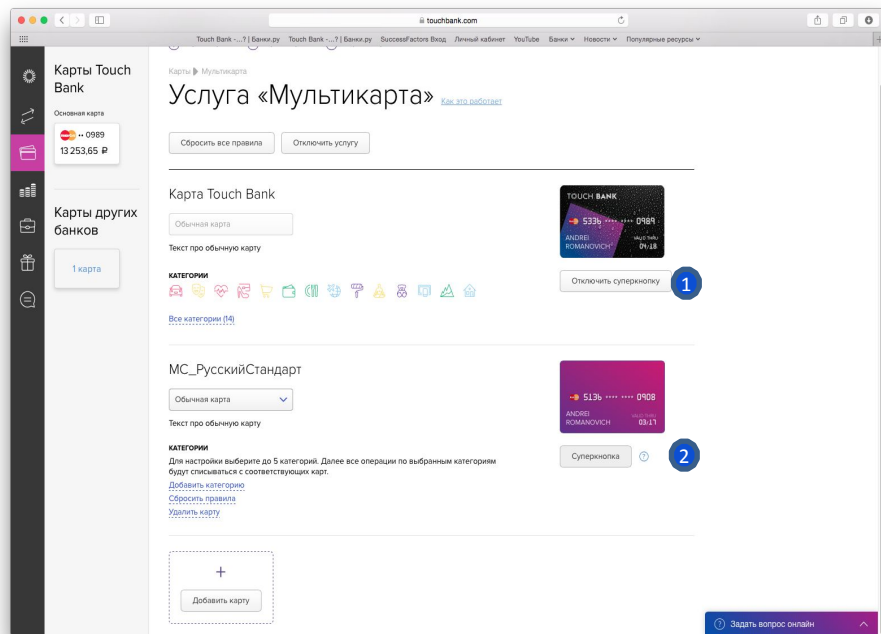 touchbank.com
Touch Bank -...? | Банки.ру Touch Bank -...? | Банки.ру SuccessFactors Вход Личный кабинет YouTube Банки Новости Популярные ресурсы
Карты Touch
Bank
Основная карта
•• 0989
13 253,65 ₽
Карты других
банков
1 карта
Карты Мультикарта
Услуга «Мультикарта» Как это работает
Сбросить все правила Отключить услугу
Карта Touch Bank
Обычная карта
Текст про обычную карту
КАТЕГОРИИ
Все категории (14)
TOUCH BANK
5336 •••• •••• 0989
ANDREI
ROMANOVICH
VALID THRU
04/18
Отключить суперкнопку
1
МС_РусскийСтандарт
Обычная карта
Текст про обычную карту
КАТЕГОРИИ
Для настройки выберите до 5 категорий. Далее все операции по выбранным категориям
будут списываться с соответствующих карт.
Добавить категорию
Сбросить правила
Удалить карту
5136 •••• •••• 0908
ANDREI
ROMANOVICH
VALID THRU
03/17
Суперкнопка ?
2
+
Добавить карту
? Задать вопрос онлайн